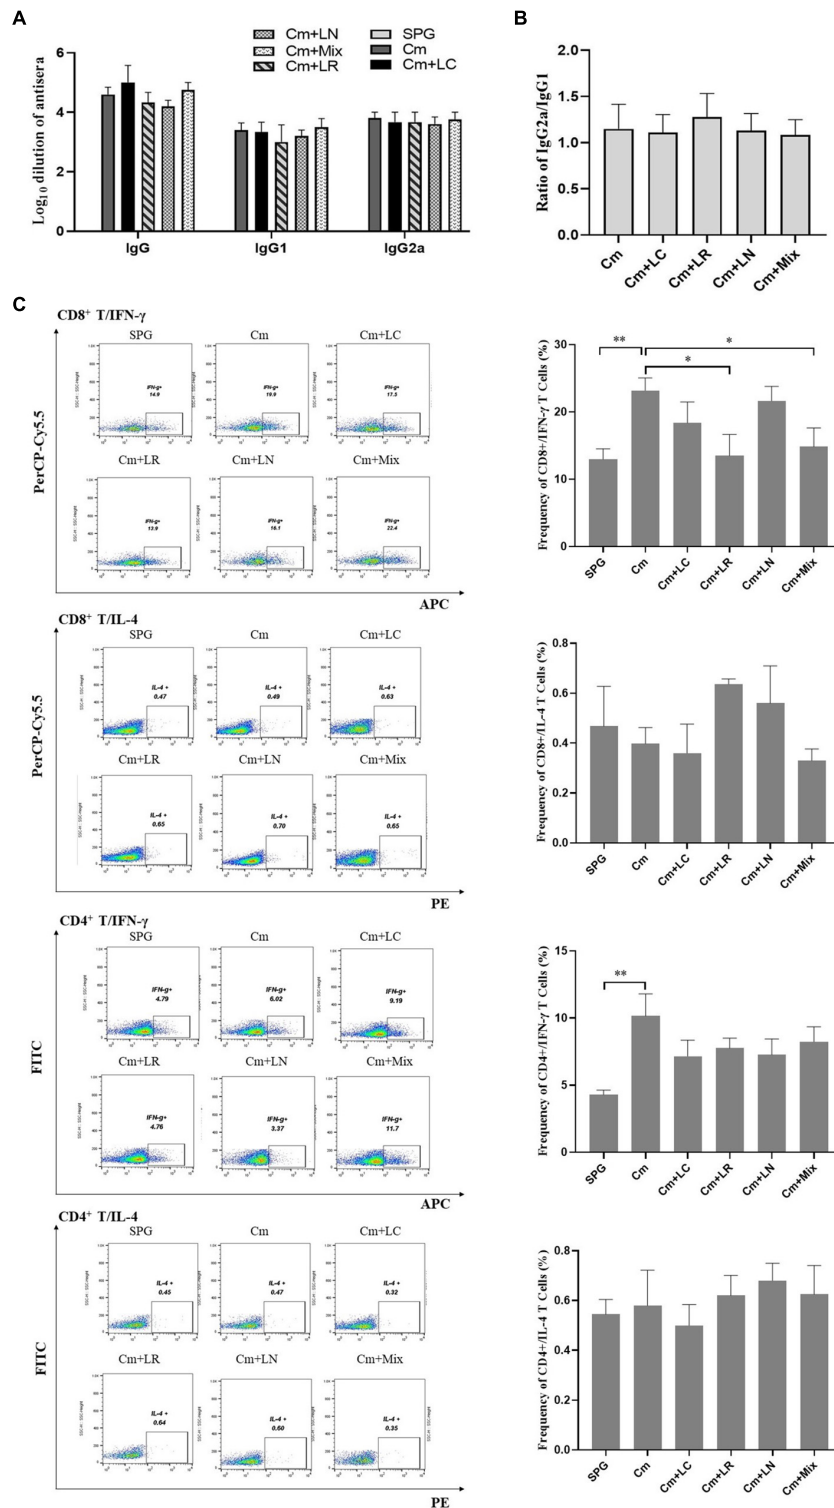 A
Cm+LN
Cm+Mix
Cm+LR
SPG
Cm
Cm+LC
Log10 dilution of antisera
6
4
2
0
IgG
IgG1
IgG2a
B
Ratio of IgG2a/IgG1
2.0
1.5
1.0
0.5
0.0
Cm
Cm+LC
Cm+LR
Cm+LN
Cm+Mix
C
CD8+ T/IFN-γ
SPG
Cm
Cm+LC
IFN-g+
14.9
IFN-g+
19.9
IFN-g+
17.5
Cm+LR
Cm+LN
Cm+Mix
IFN-g+
13.9
IFN-g+
16.1
IFN-g+
22.4
PerCP-Cy5.5
APC
Frequency of CD8+/IFN-γ T Cells (%)
30
20
10
0
**
*
*
SPG
Cm
Cm+LC
Cm+LR
Cm+LN
Cm+Mix
CD8+ T/IL-4
SPG
Cm
Cm+LC
IL-4 +
0.47
IL-4 +
0.49
IL-4 +
0.63
Cm+LR
Cm+LN
Cm+Mix
IL-4 +
0.65
IL-4 +
0.70
IL-4 +
0.65
PerCP-Cy5.5
PE
Frequency of CD8+/IL-4 T Cells (%)
0.8
0.6
0.4
0.2
0.0
SPG
Cm
Cm+LC
Cm+LR
Cm+LN
Cm+Mix
CD4+ T/IFN-γ
SPG
Cm
Cm+LC
IFN-g+
4.79
IFN-g+
6.02
IFN-g+
9.19
Cm+LR
Cm+LN
Cm+Mix
IFN-g+
4.76
IFN-g+
3.37
IFN-g+
11.7
FITC
APC
Frequency of CD4+/IFN-γ T Cells (%)
15
10
5
0
**
SPG
Cm
Cm+LC
Cm+LR
Cm+LN
Cm+Mix
CD4+ T/IL-4
SPG
Cm
Cm+LC
IL-4 +
0.45
IL-4 +
0.47
IL-4 +
0.32
Cm+LR
Cm+LN
Cm+Mix
IL-4 +
0.64
IL-4 +
0.60
IL-4 +
0.35
FITC
PE
Frequency of CD4+/IL-4 T Cells (%)
0.8
0.6
0.4
0.2
0.0
SPG
Cm
Cm+LC
Cm+LR
Cm+LN
Cm+Mix